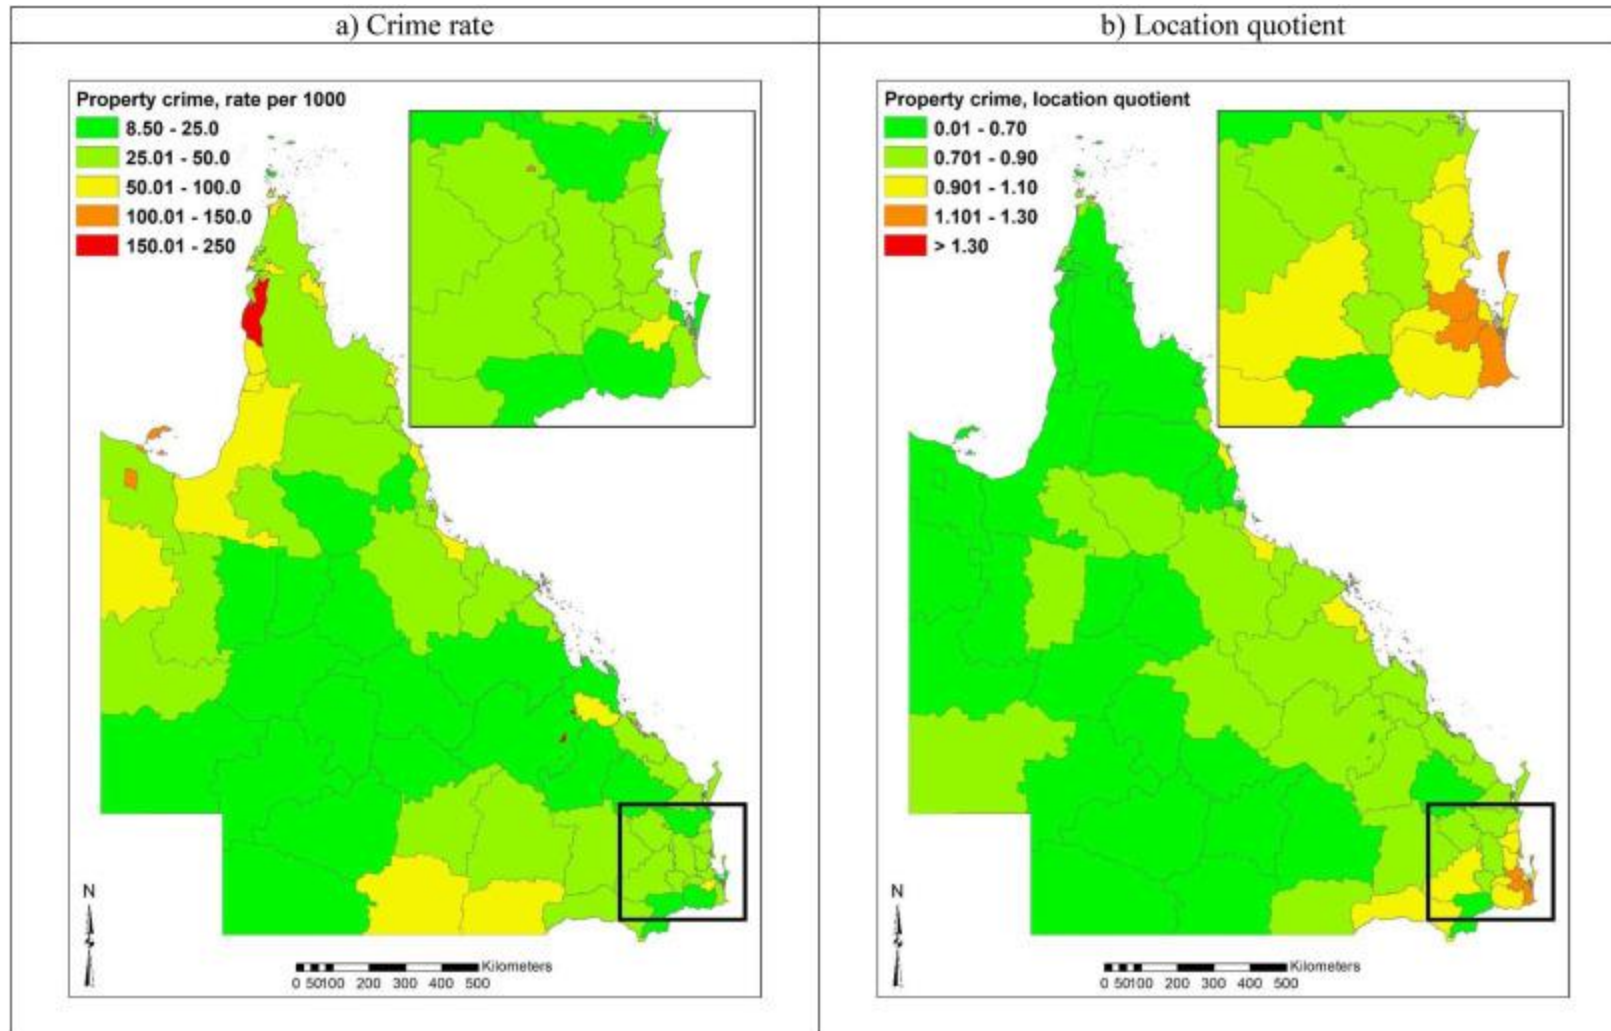 a) Crime rate
b) Location quotient
Property crime, rate per 1000
8.50 - 25.0
25.01 - 50.0
50.01 - 100.0
100.01 - 150.0
150.01 - 250
N
Kilometers
0 50100 200 300 400 500
Property crime, location quotient
0.01 - 0.70
0.701 - 0.90
0.901 - 1.10
1.101 - 1.30
> 1.30
N
Kilometers
0 50100 200 300 400 500